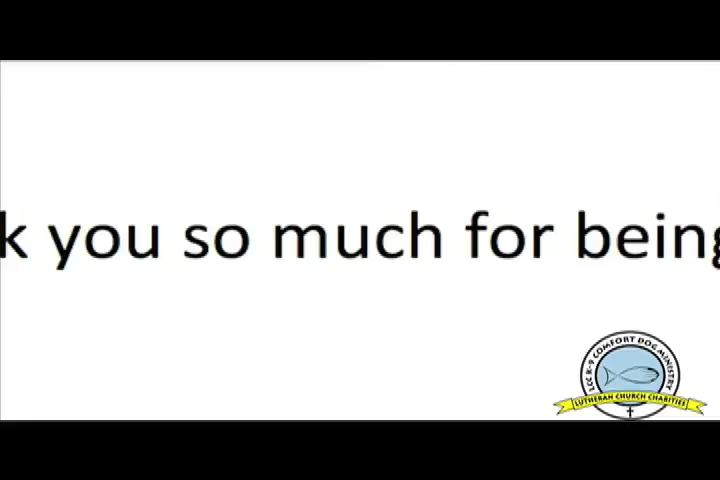 k you so much for being
LCC K-9 COMFORT DOG MINISTRY
LUTHERAN CHURCH CHARITIES